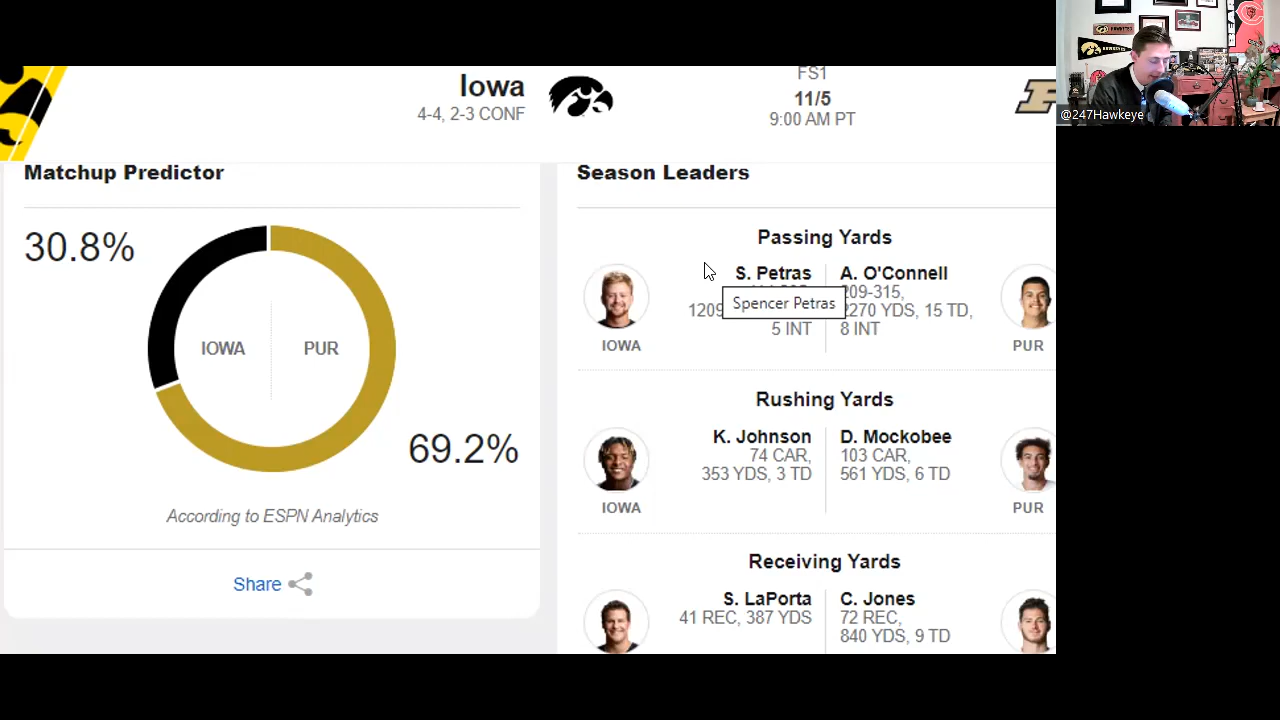 Iowa
4-4, 2-3 CONF
FS1
11/5
9:00 AM PT
@247Hawkeye
Matchup Predictor
30.8%
IOWA
PUR
69.2%
According to ESPN Analytics
Share
Season Leaders
Passing Yards
S. Petras
1209
5 INT
IOWA
Spencer Petras
A. O'Connell
209-315,
2270 YDS, 15 TD,
8 INT
PUR
Rushing Yards
K. Johnson
74 CAR,
353 YDS, 3 TD
IOWA
D. Mockobee
103 CAR,
561 YDS, 6 TD
PUR
Receiving Yards
S. LaPorta
41 REC, 387 YDS
C. Jones
72 REC,
840 YDS, 9 TD